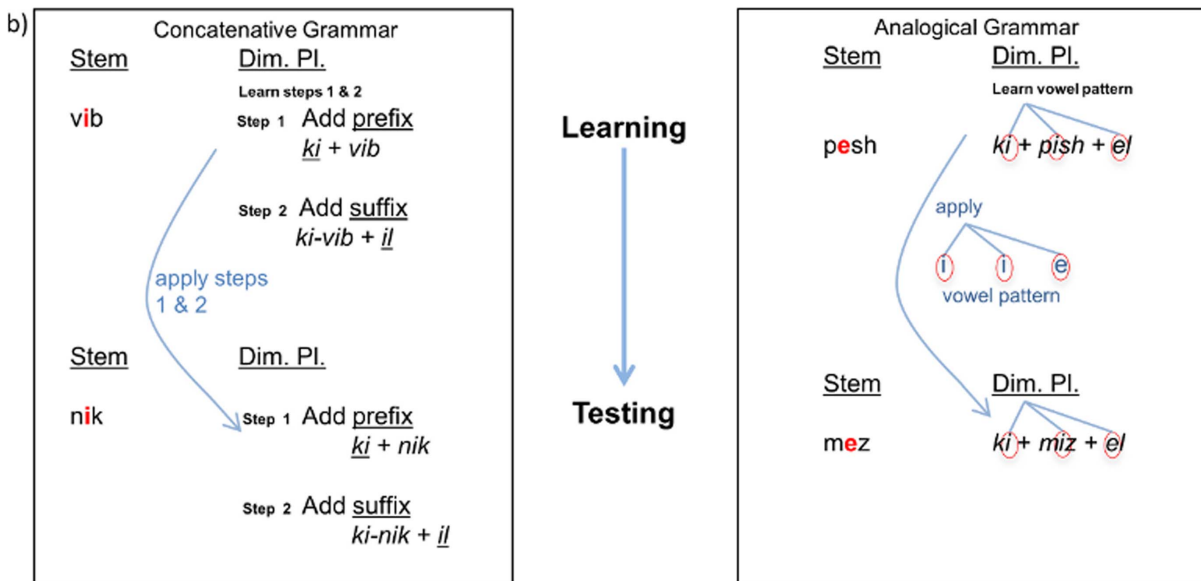 b)
Concatenative Grammar
Stem Dim. Pl.
Learn steps 1 & 2
vib Step 1 Add prefix
ki + vib
Step 2 Add suffix
ki-vib + il
apply steps
1 & 2
Stem Dim. Pl.
nik Step 1 Add prefix
ki + nik
Step 2 Add suffix
ki-nik + il
Learning
Testing
Analogical Grammar
Stem Dim. Pl.
Learn vowel pattern
pesh ki + pish + el
apply
i i e
vowel pattern
Stem Dim. Pl.
mez ki + miz + el